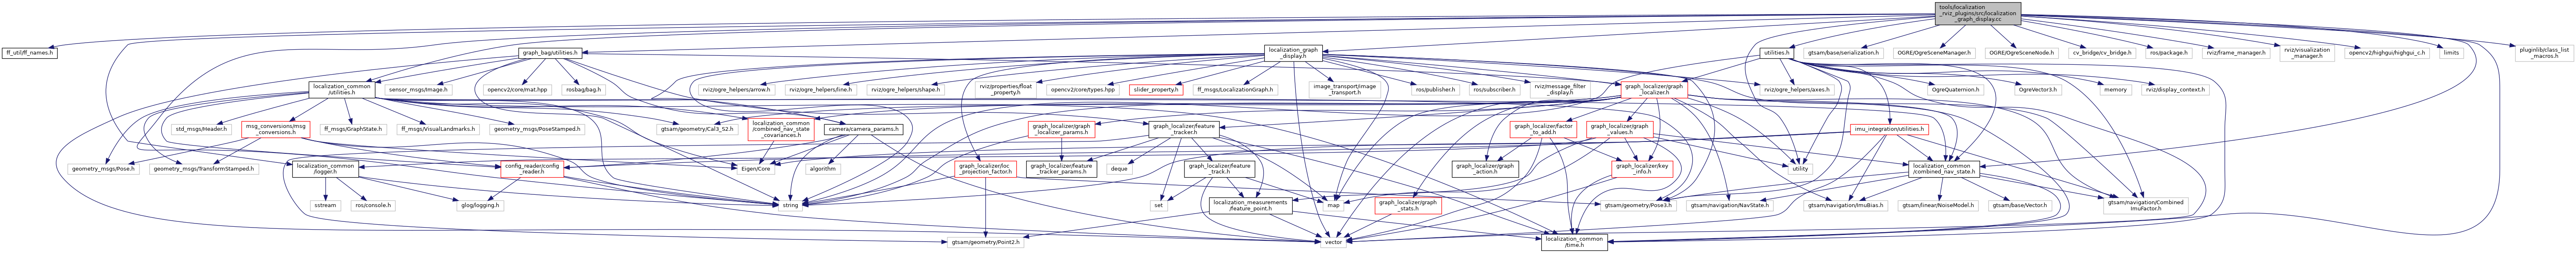 tools/localization
_rviz_plugins/src/localization
_graph_display.cc
ff_util/ff_names.h
graph_bag/utilities.h
localization_graph
_display.h
utilities.h
gtsam/base/serialization.h
OGRE/OgreSceneManager.h
OGRE/OgreSceneNode.h
cv_bridge/cv_bridge.h
ros/package.h
rviz/frame_manager.h
rviz/visualization
_manager.h
opencv2/highgui/highgui_c.h
limits
pluginlib/class_list
_macros.h
localization_common
/utilities.h
sensor_msgs/Image.h
opencv2/core/mat.hpp
rosbag/bag.h
rviz/ogre_helpers/arrow.h
rviz/ogre_helpers/line.h
rviz/ogre_helpers/shape.h
rviz/properties/float
_property.h
opencv2/core/types.hpp
slider_property.h
ff_msgs/LocalizationGraph.h
image_transport/image
_transport.h
ros/publisher.h
ros/subscriber.h
rviz/message_filter
_display.h
graph_localizer/graph
_localizer.h
rviz/ogre_helpers/axes.h
OgreQuaternion.h
OgreVector3.h
memory
rviz/display_context.h
std_msgs/Header.h
msg_conversions/msg
_conversions.h
ff_msgs/GraphState.h
ff_msgs/VisualLandmarks.h
geometry_msgs/PoseStamped.h
gtsam/geometry/Cal3_S2.h
localization_common
/combined_nav_state
_covariances.h
camera/camera_params.h
graph_localizer/graph
_localizer_params.h
graph_localizer/feature
_tracker.h
graph_localizer/factor
_to_add.h
graph_localizer/graph
_values.h
imu_integration/utilities.h
geometry_msgs/Pose.h
geometry_msgs/TransformStamped.h
localization_common
/logger.h
config_reader/config
_reader.h
Eigen/Core
algorithm
graph_localizer/loc
_projection_factor.h
graph_localizer/feature
_tracker_params.h
deque
graph_localizer/feature
_track.h
graph_localizer/graph
_action.h
graph_localizer/key
_info.h
utility
localization_common
/combined_nav_state.h
sstream
ros/console.h
glog/logging.h
string
set
localization_measurements
/feature_point.h
map
graph_localizer/graph
_stats.h
gtsam/geometry/Pose3.h
gtsam/navigation/NavState.h
gtsam/navigation/ImuBias.h
gtsam/linear/NoiseModel.h
gtsam/base/Vector.h
gtsam/navigation/Combined
ImuFactor.h
gtsam/geometry/Point2.h
vector
localization_common
/time.h